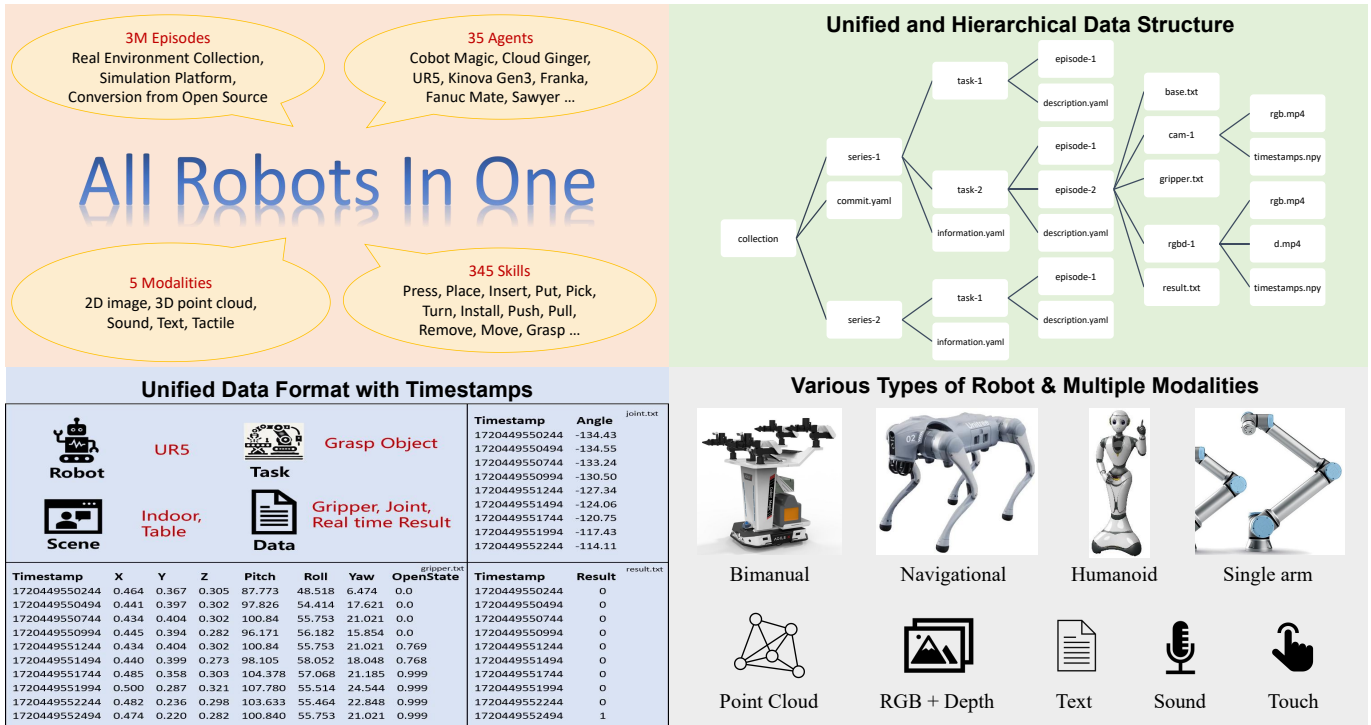 3M Episodes
Real Environment Collection,
Simulation Platform,
Conversion from Open Source
35 Agents
Cobot Magic, Cloud Ginger,
UR5, Kinova Gen3, Franka,
Fanuc Mate, Sawyer ...
All Robots In One
5 Modalities
2D image, 3D point cloud,
Sound, Text, Tactile
345 Skills
Press, Place, Insert, Put, Pick,
Turn, Install, Push, Pull,
Remove, Move, Grasp ...
Unified and Hierarchical Data Structure
collection
series-1
commit.yaml
series-2
task-1
task-2
information.yaml
task-1
information.yaml
episode-1
description.yaml
episode-1
episode-2
description.yaml
episode-1
description.yaml
base.txt
cam-1
gripper.txt
rgbd-1
result.txt
rgb.mp4
timestamps.npy
rgb.mp4
d.mp4
timestamps.npy
Unified Data Format with Timestamps
Robot
UR5
Task
Grasp Object
Scene
Indoor,
Table
Data
Gripper, Joint,
Real time Result
joint.txt
Timestamp Angle
1720449550244 -134.43
1720449550494 -134.55
1720449550744 -133.24
1720449550994 -130.50
1720449551244 -127.34
1720449551494 -124.06
1720449551744 -120.75
1720449551994 -117.43
1720449552244 -114.11
gripper.txt
Timestamp X Y Z Pitch Roll Yaw OpenState
1720449550244 0.464 0.367 0.305 87.773 48.518 6.474 0.0
1720449550494 0.441 0.397 0.302 97.826 54.414 17.621 0.0
1720449550744 0.434 0.404 0.302 100.84 55.753 21.021 0.0
1720449550994 0.445 0.394 0.282 96.171 56.182 15.854 0.0
1720449551244 0.434 0.404 0.302 100.84 55.753 21.021 0.769
1720449551494 0.440 0.399 0.273 98.105 58.052 18.048 0.768
1720449551744 0.485 0.358 0.303 104.378 57.068 21.185 0.999
1720449551994 0.500 0.287 0.321 107.780 55.514 24.544 0.999
1720449552244 0.482 0.236 0.298 103.633 55.464 22.848 0.999
1720449552494 0.474 0.220 0.282 100.840 55.753 21.021 0.999
result.txt
Timestamp Result
1720449550244 0
1720449550494 0
1720449550744 0
1720449550994 0
1720449551244 0
1720449551494 0
1720449551744 0
1720449551994 0
1720449552244 0
1720449552494 1
Various Types of Robot & Multiple Modalities
02
Bimanual
Navigational
Humanoid
Single arm
Point Cloud
RGB + Depth
Text
Sound
Touch